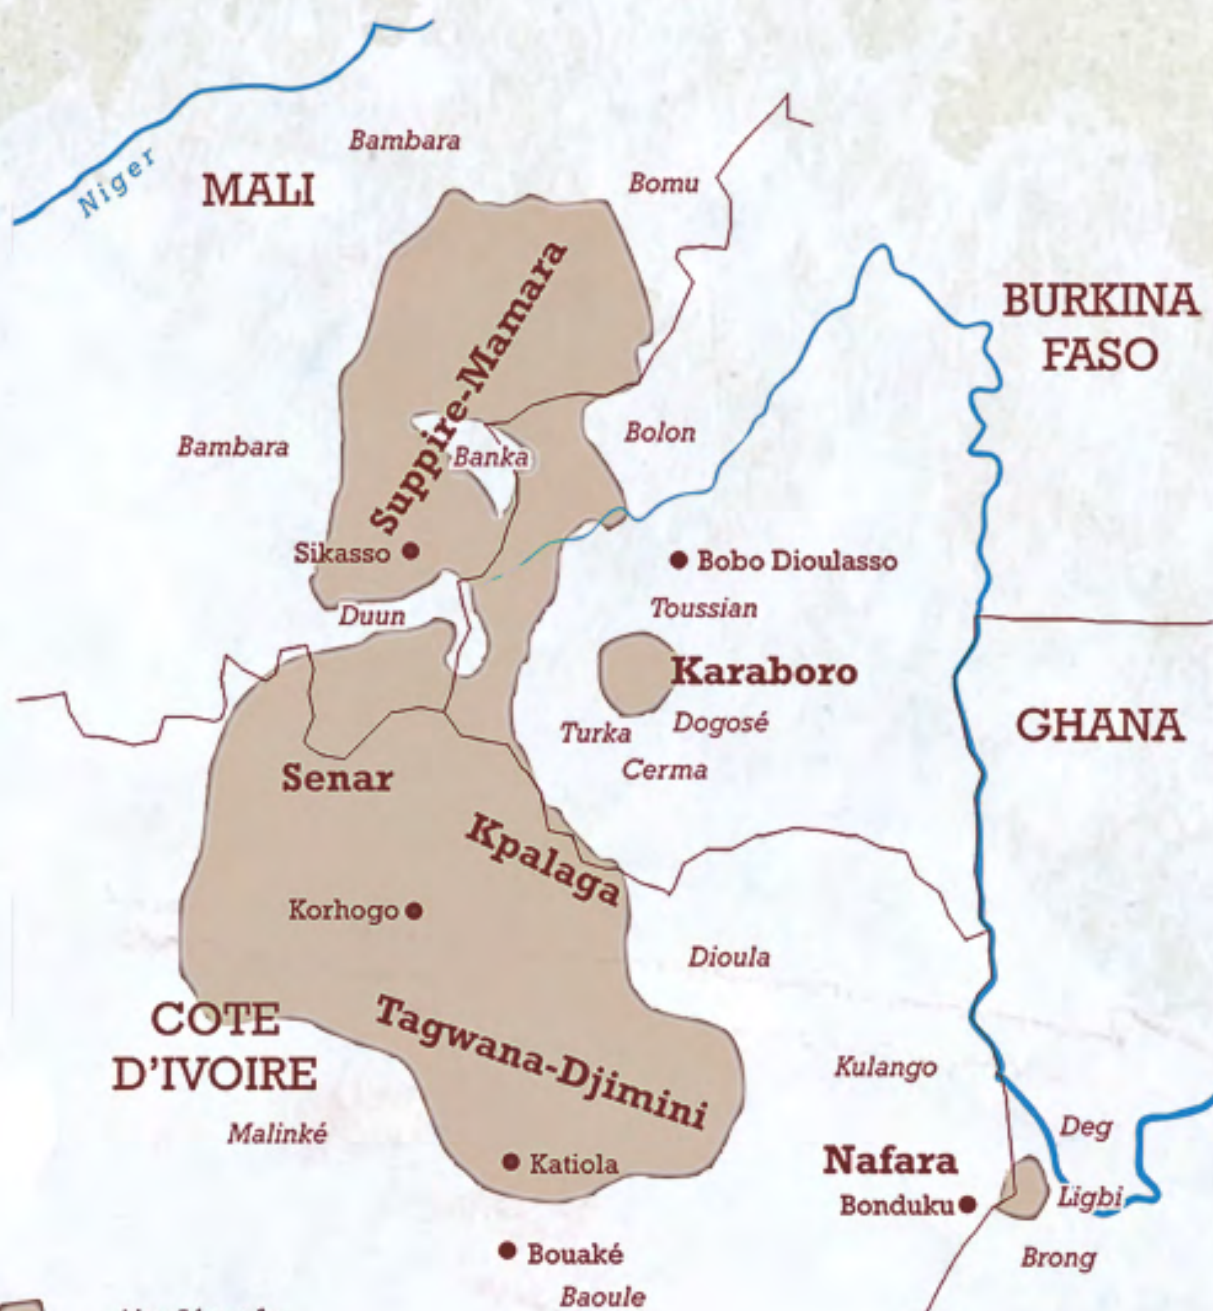 Bambara
Niger
MALI
Bomu
Suppire-Mamara
BURKINA
FASO
Bambara
Bolon
Banka
Sikasso
Bobo Dioulasso
Duun
Toussian
Karaboro
Turka
Dogosé
Cerma
GHANA
Senar
Kpalaga
Korhogo
Dioula
COTE
D'IVOIRE
Tagwana-Djimini
Kulango
Malinké
Deg
Katiola
Nafara
Bonduku
Ligbi
Bouaké
Brong
Baoule